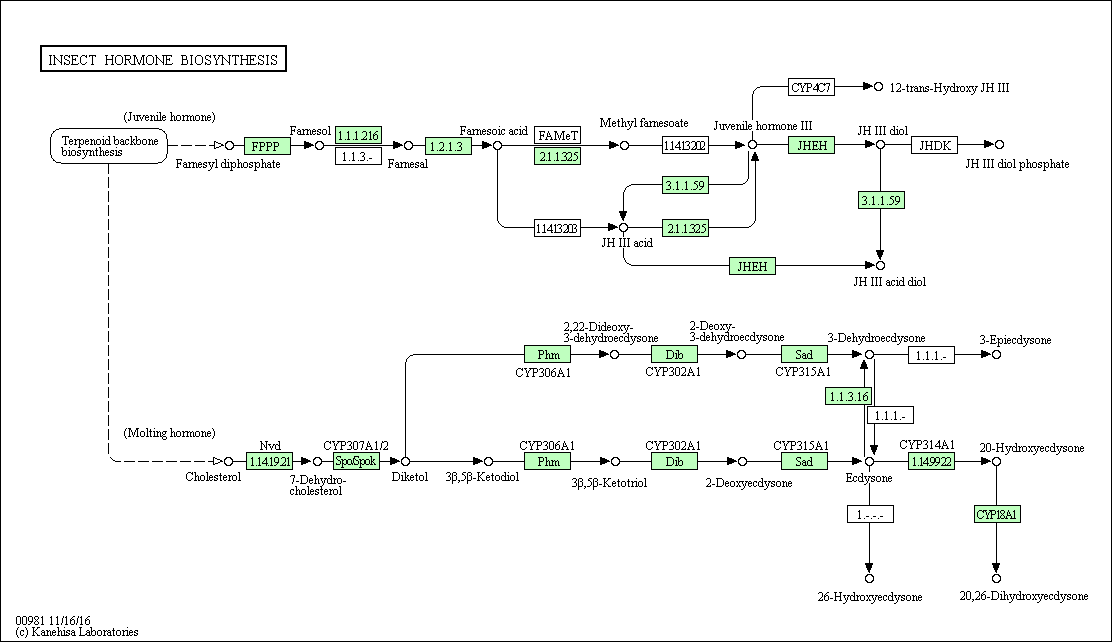 INSECT HORMONE BIOSYNTHESIS
CYP4C7
12-trans-Hydroxy JH III
(Juvenile hormone)
Terpenoid backbone
biosynthesis
Farnesyl diphosphate
FPPP
Farnesol
1.1.1.216
1.1.3.-
Farnesal
1.2.1.3
Farnesoic acid
FAMeT
2.1.1.325
Methyl farnesoate
1.14.13.202
Juvenile hormone III
JHEH
JH III diol
JHDK
JH III diol phosphate
3.1.1.59
3.1.1.59
1.14.13.203
JH III acid
2.1.1.325
JHEH
JH III acid diol
2,22-Dideoxy-
3-dehydroecdysone
2-Deoxy-
3-dehydroecdysone
3-Dehydroecdysone
3-Epiecdysone
Phm
Dib
Sad
1.1.1.-
CYP306A1
CYP302A1
CYP315A1
1.1.3.16
1.1.1.-
(Molting hormone)
Nvd
CYP307A1/2
CYP306A1
CYP302A1
CYP315A1
CYP314A1
20-Hydroxyecdysone
1.14.19.21
Spo/Spok
Phm
Dib
Sad
1.14.99.22
Cholesterol
7-Dehydro-
cholesterol
Diketol
3β,5β-Ketodiol
3β,5β-Ketotriol
2-Deoxyecdysone
Ecdysone
1.-.-.-
CYP18A1
26-Hydroxyecdysone
20,26-Dihydroxyecdysone
00981 11/16/16
(c) Kanehisa Laboratories